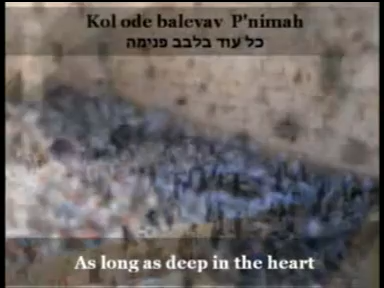 Kol ode balevav P'nimah
כל עוד בלבב פנימה
As long as deep in the heart